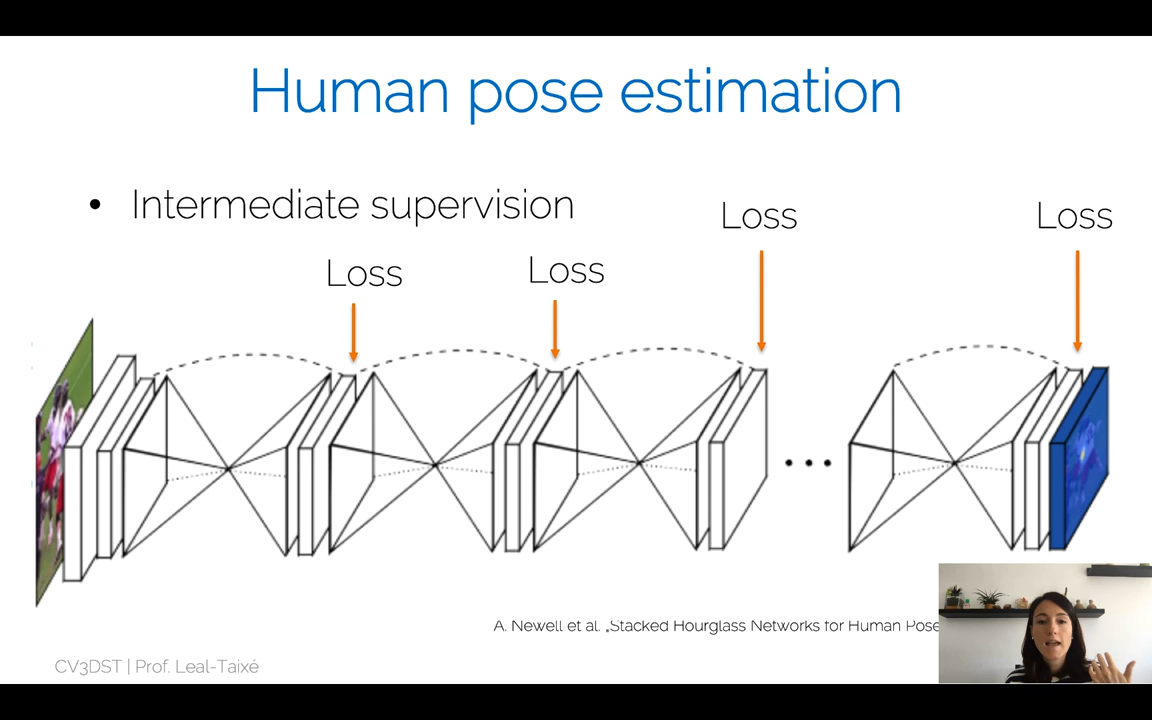 Human pose estimation
• Intermediate supervision
Loss
Loss
Loss
Loss
...
A. Newell et al. „Stacked Hourglass Networks for Human Pose
CV3DST | Prof. Leal-Taixé